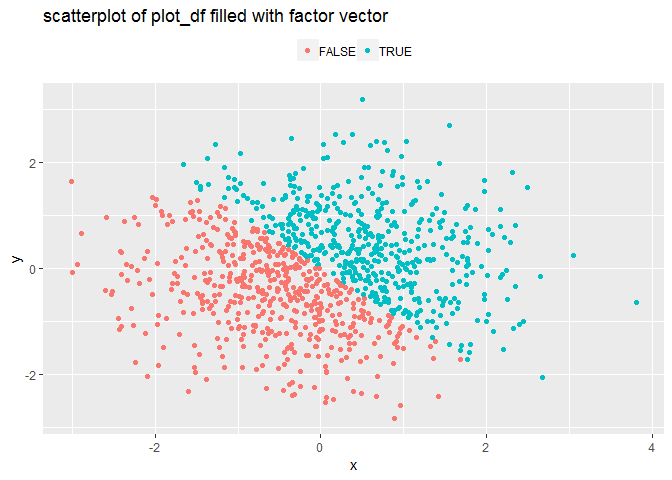 scatterplot of plot_df filled with factor vector
FALSE TRUE
2
0
-2
y
-2 0 2 4
x